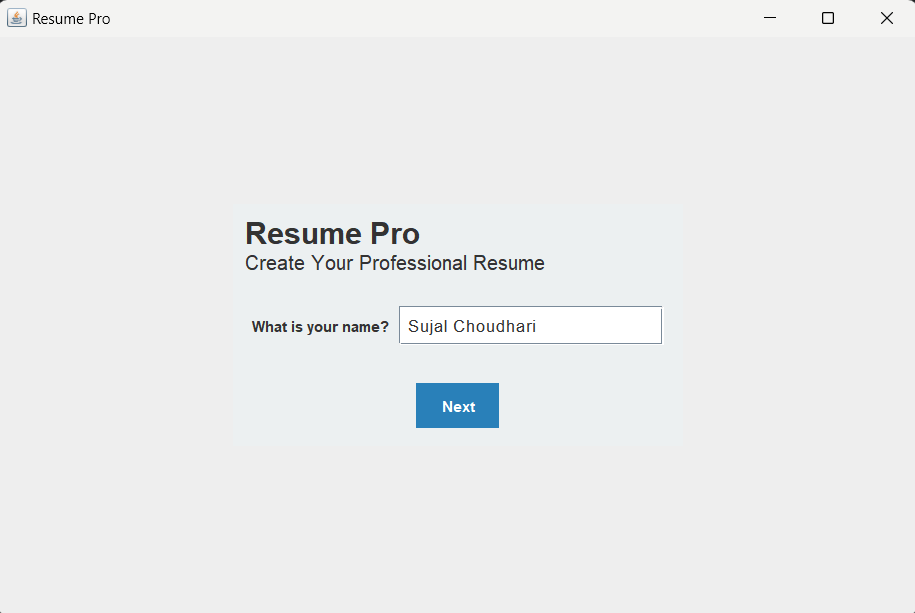 Resume Pro
Resume Pro
Create Your Professional Resume
What is your name? Sujal Choudhari
Next